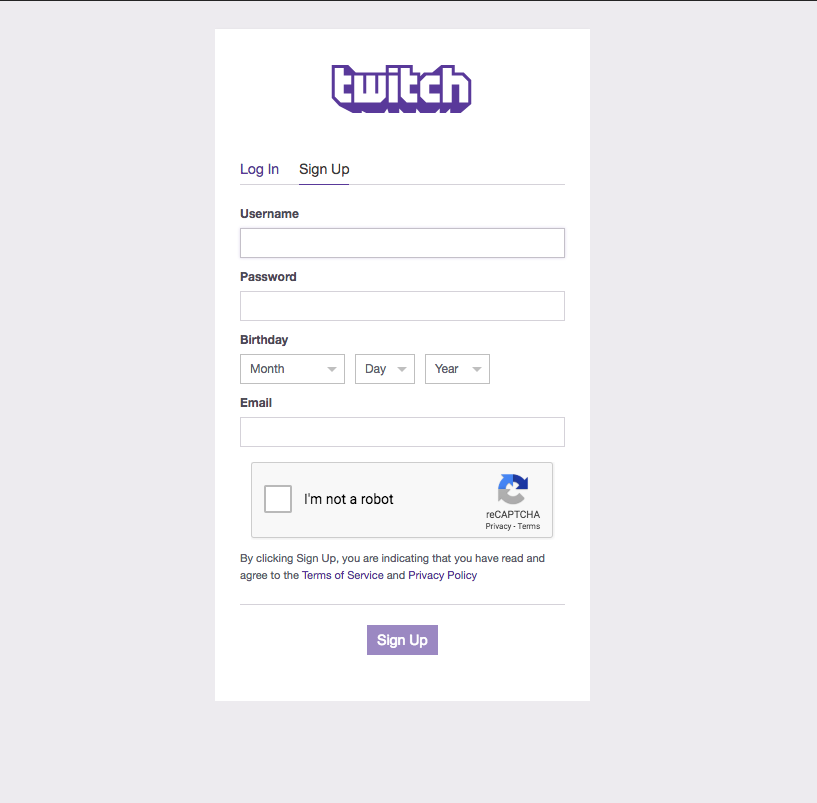 twitch
Log In Sign Up
Username
Password
Birthday
Month Day Year
Email
I'm not a robot
reCAPTCHA
Privacy - Terms
By clicking Sign Up, you are indicating that you have read and
agree to the Terms of Service and Privacy Policy
Sign Up